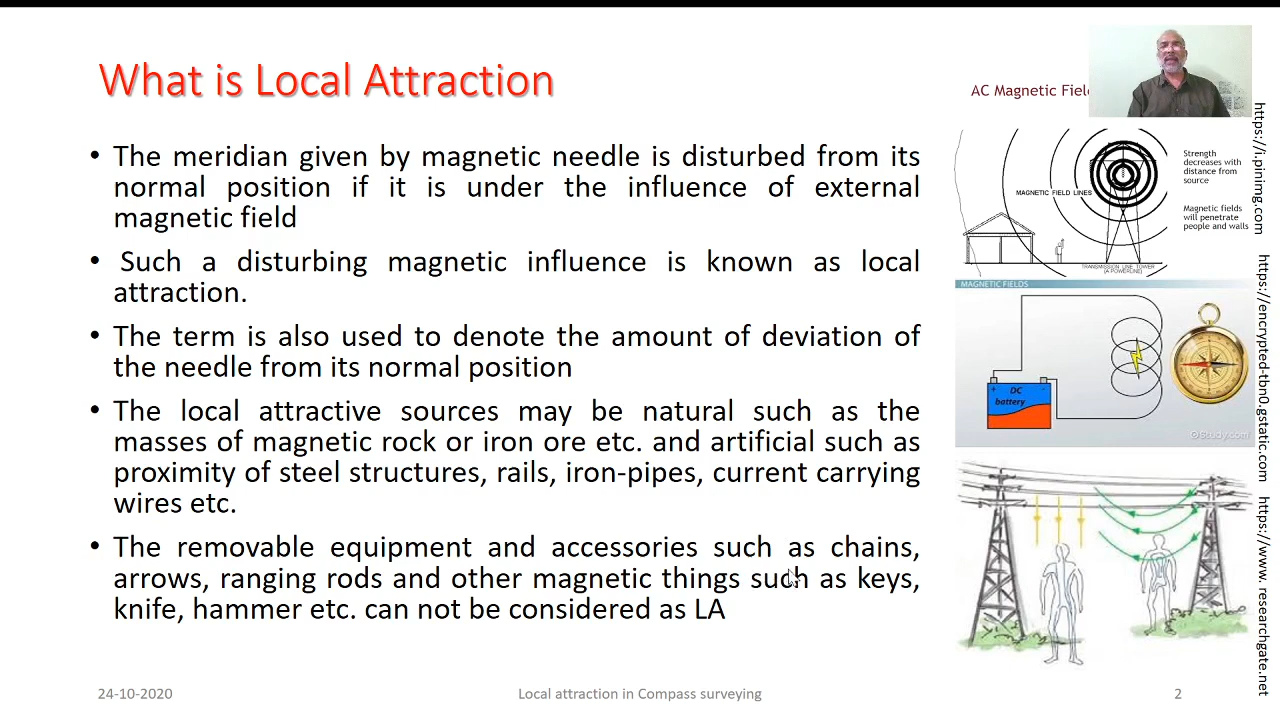 What is Local Attraction
• The meridian given by magnetic needle is disturbed from its
normal position if it is under the influence of external
magnetic field
• Such a disturbing magnetic influence is known as local
attraction.
• The term is also used to denote the amount of deviation of
the needle from its normal position
• The local attractive sources may be natural such as the
masses of magnetic rock or iron ore etc. and artificial such as
proximity of steel structures, rails, iron-pipes, current carrying
wires etc.
• The removable equipment and accessories such as chains,
arrows, ranging rods and other magnetic things such as keys,
knife, hammer etc. can not be considered as LA
AC Magnetic Fiel
Strength
decreases with
distance from
source
MAGNETIC FIELD LINES
Magnetic fields
will penetrate
people and walls
TRANSMISSION LINE TOWER
(A POWERLINE)
MAGNETIC FIELDS
DC
battery
+ -
©Study.com
https://i.pinimg.com
https://encrypted-tbn0.gstatic.com
https://www. researchgate.net
24-10-2020
Local attraction in Compass surveying
2